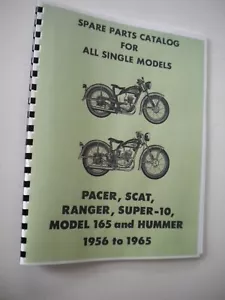 SPARE PARTS CATALOG
FOR
ALL SINGLE MODELS
PACER, SCAT,
RANGER, SUPER-10,
MODEL 165 and HUMMER
1956 to 1965